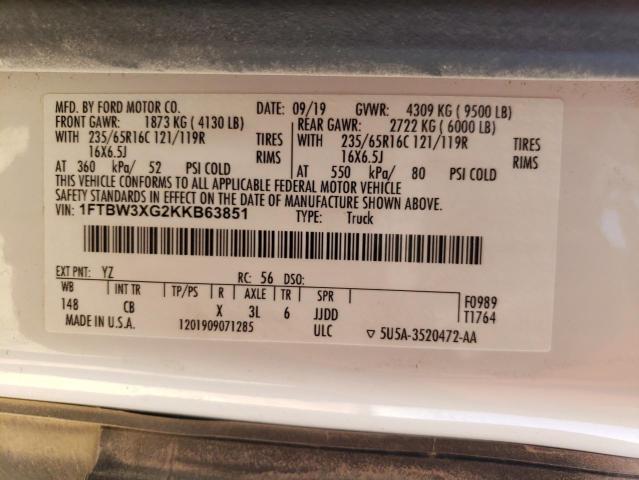 MFD. BY FORD MOTOR CO. DATE: 09/19 GVWR: 4309 KG ( 9500 LB)
FRONT GAWR: 1873 KG ( 4130 LB) REAR GAWR: 2722 KG ( 6000 LB)
WITH 235/65R16C 121/119R TIRES WITH 235/65R16C 121/119R TIRES
16X6.5J RIMS 16X6.5J RIMS
AT 360 kPa/ 52 PSI COLD AT 550 kPa/ 80 PSI COLD
THIS VEHICLE CONFORMS TO ALL APPLICABLE FEDERAL MOTOR VEHICLE
SAFETY STANDARDS IN EFFECT ON THE DATE OF MANUFACTURE SHOWN ABOVE.
VIN: 1FTBW3XG2KKB63851 TYPE: Truck
EXT PNT: YZ RC: 56 DSO:
WB INT TR TP/PS R AXLE TR SPR F0989
148 CB X 3L 6 JJDD T1764
MADE IN U.S.A. 1201909071285 ULC ▽ 5U5A-3520472-AA